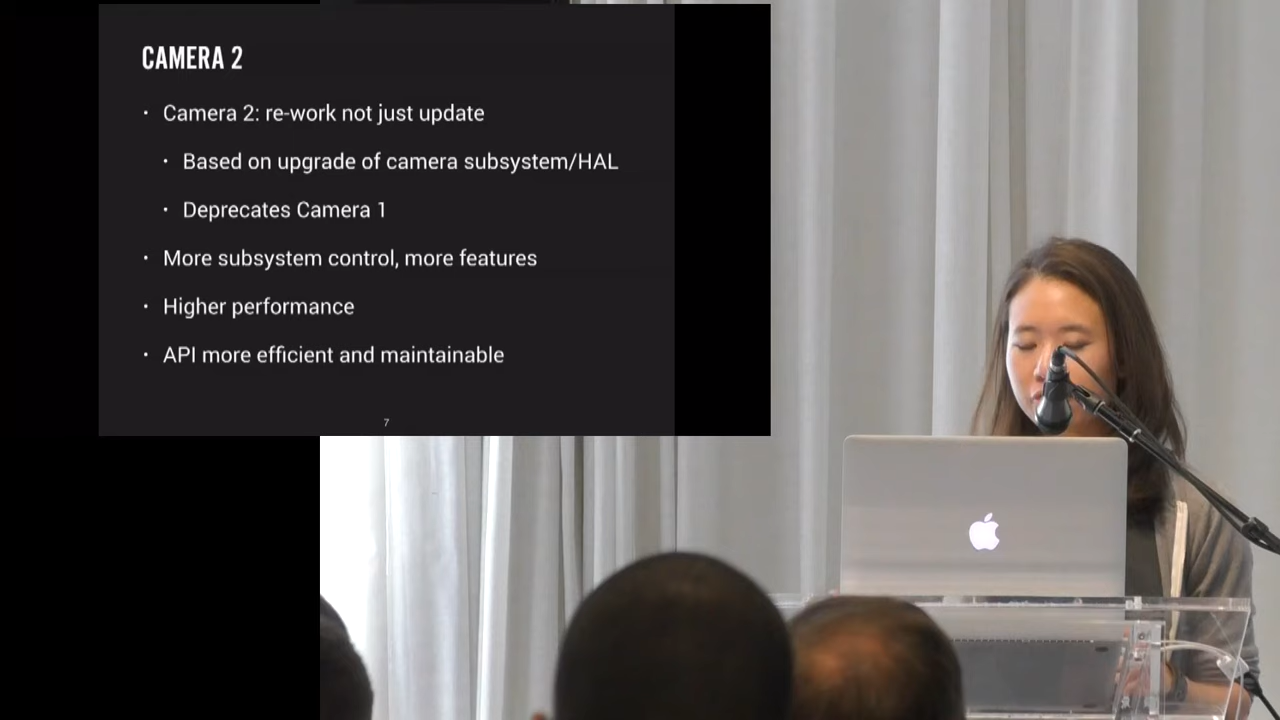 CAMERA 2
• Camera 2: re-work not just update
• Based on upgrade of camera subsystem/HAL
• Deprecates Camera 1
• More subsystem control, more features
• Higher performance
• API more efficient and maintainable
7